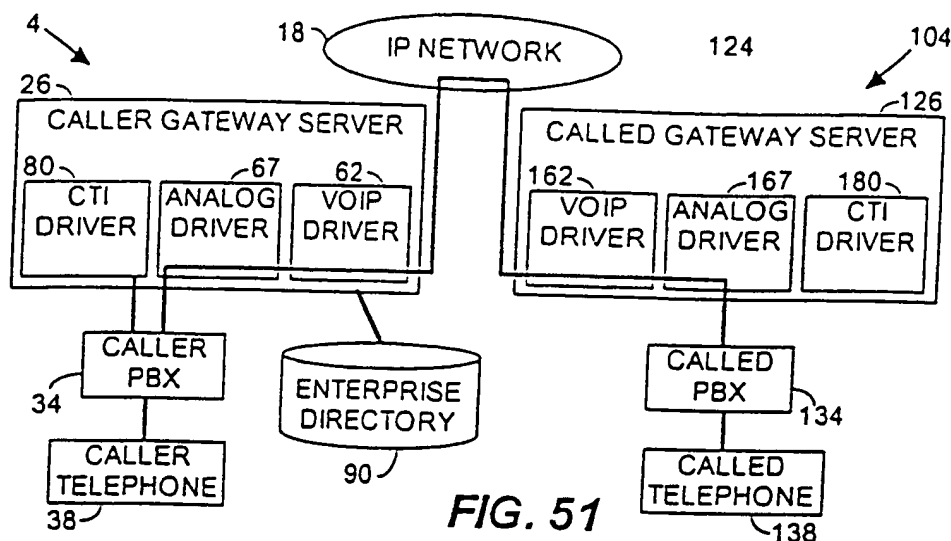 4
18
IP NETWORK
124
104
26
126
CALLER GATEWAY SERVER
CALLED GATEWAY SERVER
80
67
62
162
167
180
CTI
DRIVER
ANALOG
DRIVER
VOIP
DRIVER
VOIP
DRIVER
ANALOG
DRIVER
CTI
DRIVER
CALLER
PBX
34
ENTERPRISE
DIRECTORY
90
CALLED
PBX
134
CALLER
TELEPHONE
38
CALLED
TELEPHONE
138
FIG. 51